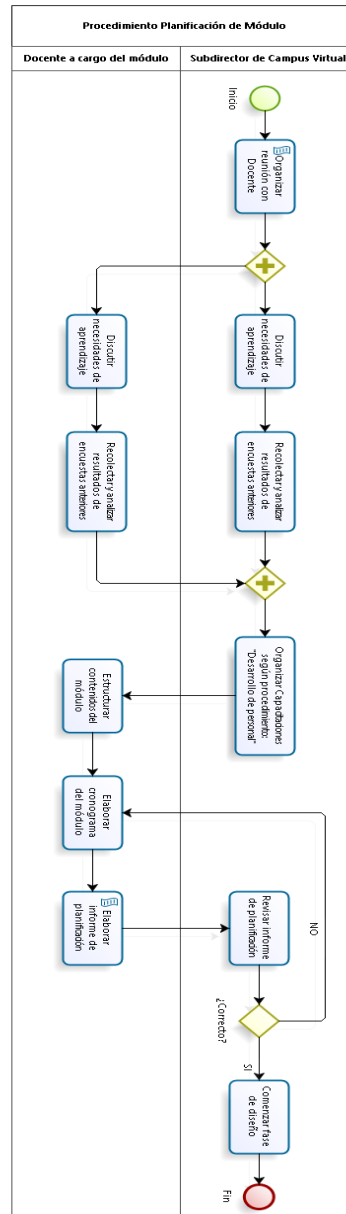 Procedimiento Planificación de Módulo
Docente a cargo del módulo
Subdirector de Campus Virtual
Inicio
Organizar
reunión con
Docente
Discutir
necesidades de
aprendizaje
Discutir
necesidades de
aprendizaje
Recolectar y analizar
resultados de
encuestas anteriores
Recolectar y analizar
resultados de
encuestas anteriores
Organizar Capacitaciones
según procedimiento:
"Desarrollo de personal"
Estructurar
contenidos del
módulo
Elaborar
cronograma
del módulo
Elaborar
informe de
planificación
Revisar informe
de planificación
¿Correcto?
NO
SI
Comenzar fase
de diseño
Fin